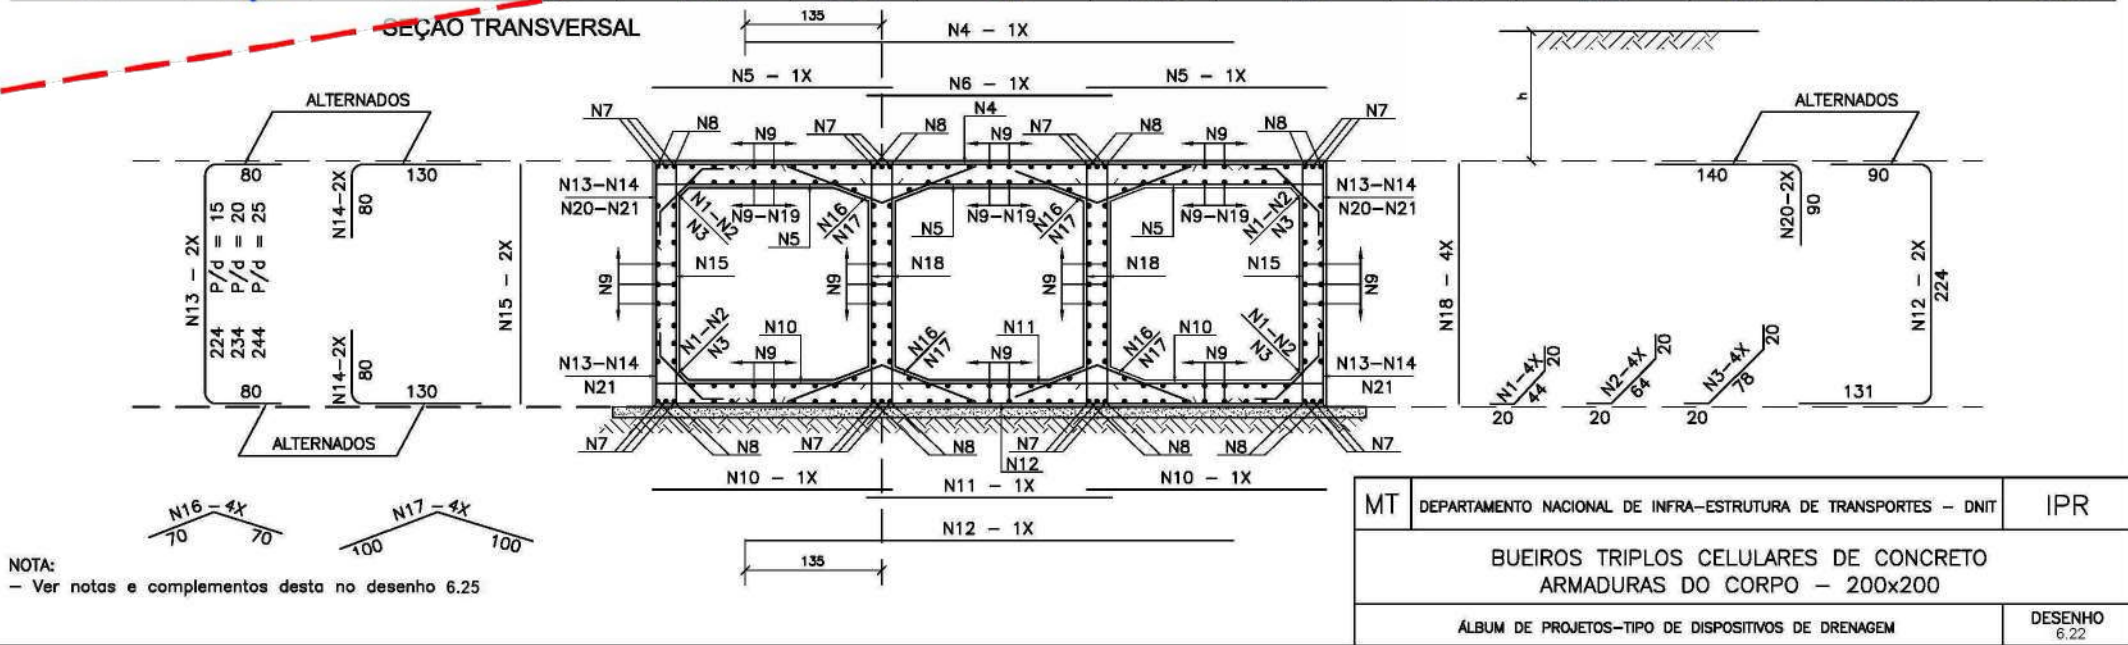 SEÇÃO TRANSVERSAL
135
N4 – 1X
N5 – 1X
N6 – 1X
N5 – 1X
N4
ALTERNADOS
N7
N8
N9
N7
N8
N9
N7
N8
N9
N8
N7
h
ALTERNADOS
80
130
N14–2X
80
N13 – 2X
224 P/d = 15
234 P/d = 20
244 P/d = 25
N15 – 2X
N14–2X
80
80
130
ALTERNADOS
N13–N14
N20–N21
N1–N2
N3
N9–N19
N5
N16
N17
N9–N19
N5
N16
N17
N9–N19
N5
N1–N2
N3
N13–N14
N20–N21
N9
N15
N9
N18
N9
N18
N15
N9
N1–N2
N3
N10
N9
N16
N17
N11
N9
N16
N17
N10
N9
N1–N2
N3
N13–N14
N21
N13–N14
N21
N7
N8
N7
N8
N12
N7
N8
N8
N7
N10 – 1X
N11 – 1X
N10 – 1X
N12 – 1X
135
140
N20–2X
90
90
N18 – 4X
N12 – 2X
224
131
N1–4X
20
44
20
N2–4X
20
64
20
N3–4X
20
78
20
N16 – 4X
70
70
N17 – 4X
100
100
NOTA:
– Ver notas e complementos desta no desenho 6.25
MT
DEPARTAMENTO NACIONAL DE INFRA–ESTRUTURA DE TRANSPORTES – DNIT
IPR
BUEIROS TRIPLOS CELULARES DE CONCRETO
ARMADURAS DO CORPO – 200x200
ÁLBUM DE PROJETOS–TIPO DE DISPOSITIVOS DE DRENAGEM
DESENHO
6.22